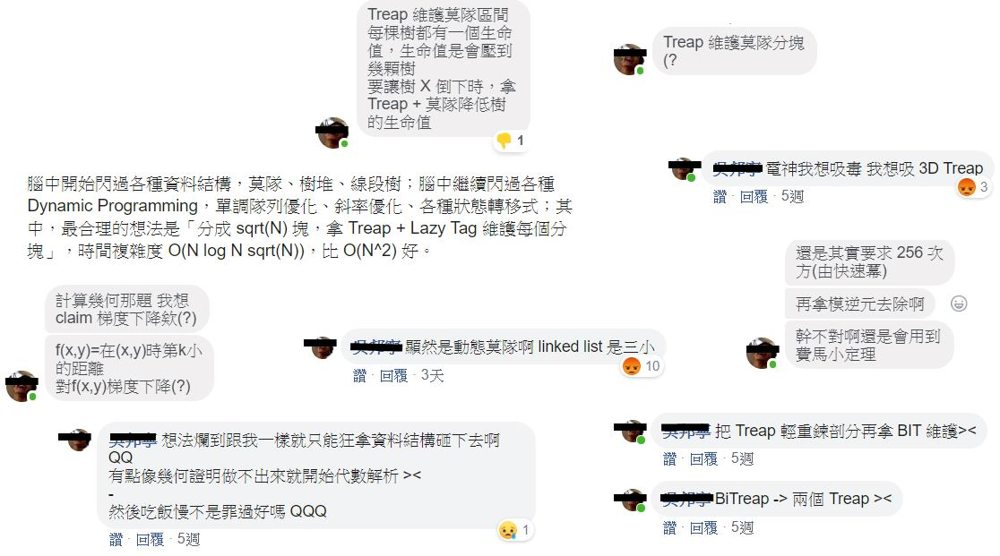 Treap 維護莫隊區間
每棵樹都有一個生命
值，生命值是會壓到
幾顆樹
要讓樹 X 倒下時，拿
Treap + 莫隊降低樹
的生命值
1
Treap 維護莫隊分塊
(?
電神我想吸毒 我想吸 3D Treap
讚 · 回覆 · 5週
3
腦中開始閃過各種資料結構，莫隊、樹堆、線段樹；腦中繼續閃過各種
Dynamic Programming，單調隊列優化、斜率優化、各種狀態轉移式；其
中，最合理的想法是「分成 sqrt(N) 塊，拿 Treap + Lazy Tag 維護每個分
塊」，時間複雜度 O(N log N sqrt(N))，比 O(N^2) 好。
還是其實要求 256 次
方(由快速幕)
再拿模逆元去除啊
幹不對啊還是會用到
費馬小定理
計算幾何那題 我想
claim 梯度下降欸(?)
f(x,y)=在(x,y)時第k小
的距離
對f(x,y)梯度下降(?)
顯然是動態莫隊啊 linked list 是三小
讚 · 回覆 · 3天
10
想法爛到跟我一樣就只能狂拿資料結構砸下去啊
QQ
有點像幾何證明做不出來就開始代數解析 ><
-
然後吃飯慢不是罪過好嗎 QQQ
讚 · 回覆 · 5週
1
把 Treap 輕重鍊剖分再拿 BIT 維護><
讚 · 回覆 · 5週
BiTreap -> 兩個 Treap ><
讚 · 回覆 · 5週